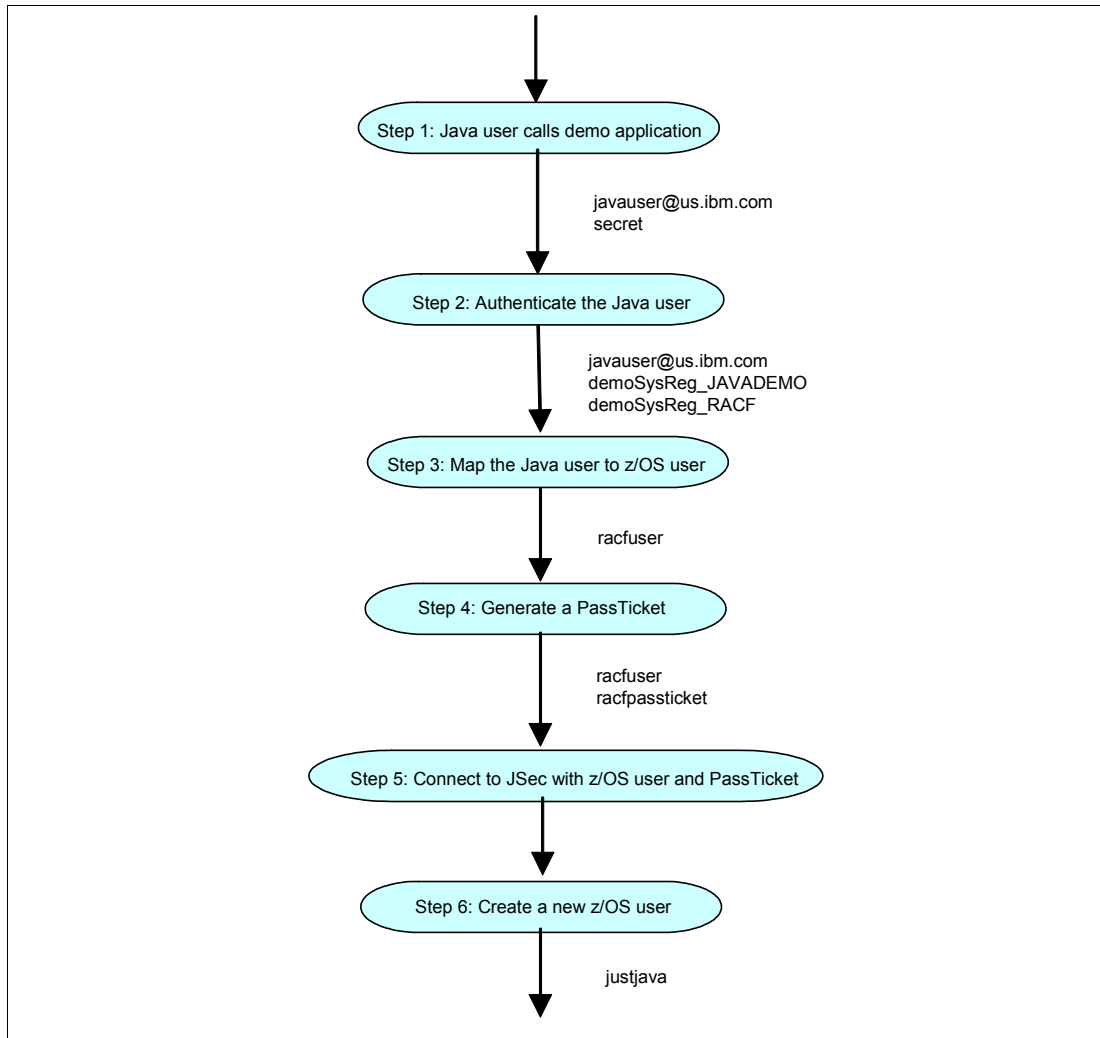 Step 1: Java user calls demo application
javauser@us.ibm.com
secret
Step 2: Authenticate the Java user
javauser@us.ibm.com
demoSysReg_JAVADEMO
demoSysReg_RACF
Step 3: Map the Java user to z/OS user
racfuser
Step 4: Generate a PassTicket
racfuser
racfpassticket
Step 5: Connect to JSec with z/OS user and PassTicket
Step 6: Create a new z/OS user
justjava